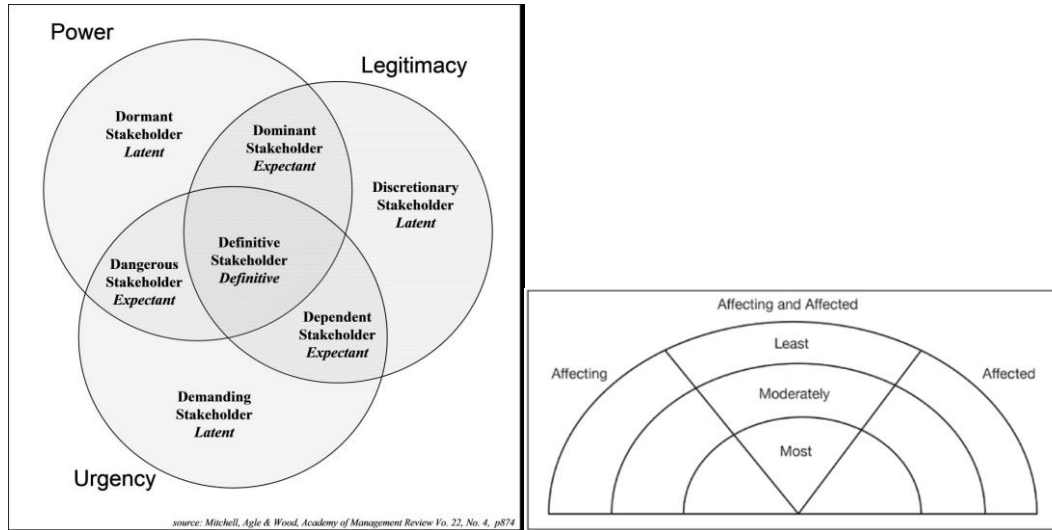 Power
Legitimacy
Dormant
Stakeholder
Latent
Dominant
Stakeholder
Expectant
Discretionary
Stakeholder
Latent
Definitive
Stakeholder
Definitive
Dangerous
Stakeholder
Expectant
Dependent
Stakeholder
Expectant
Demanding
Stakeholder
Latent
Urgency
source: Mitchell, Agle & Wood, Academy of Management Review Vo. 22, No. 4, p874
Affecting and Affected
Least
Affecting
Affected
Moderately
Most